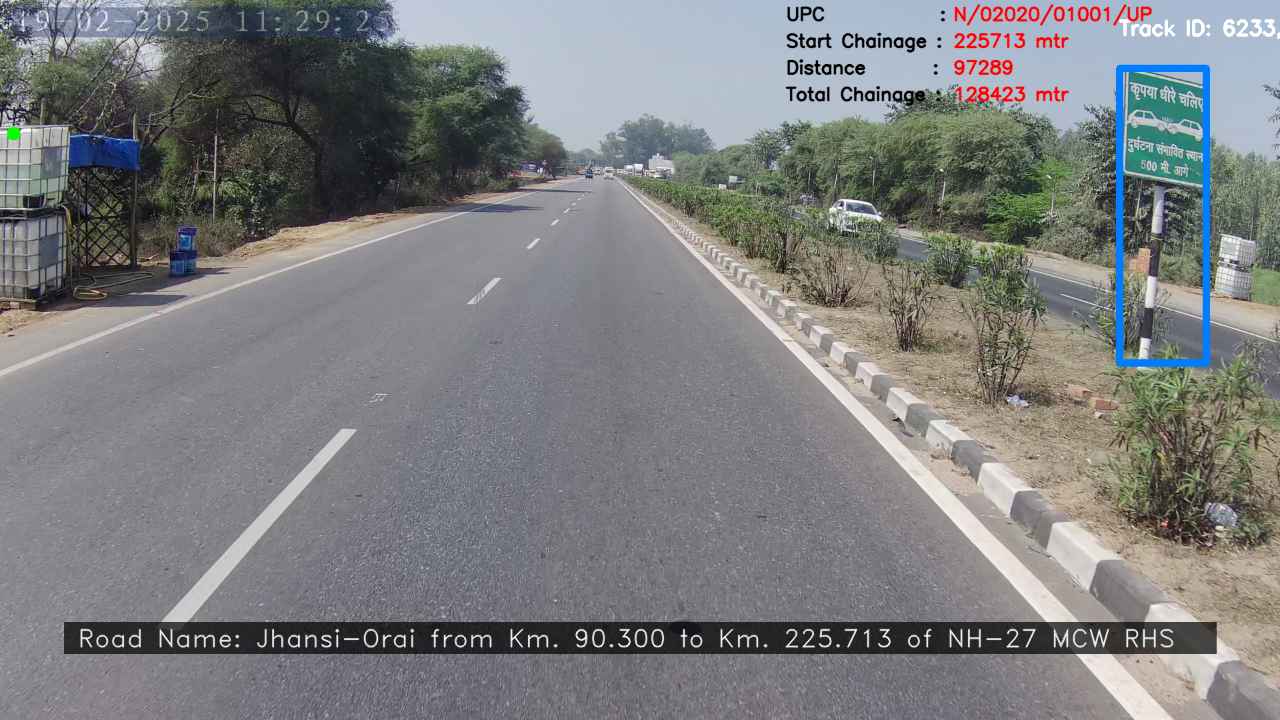 19-02-2025 11:29:2
UPC : N/02020/01001/UP
Track ID: 6233,
Start Chainage : 225713 mtr
Distance : 97289
Total Chainage : 128423 mtr
कृपया धीरे चलिए
दुर्घटना संभावित स्थान
500 मी. आगे
Road Name: Jhansi-Orai from Km. 90.300 to Km. 225.713 of NH-27 MCW RHS